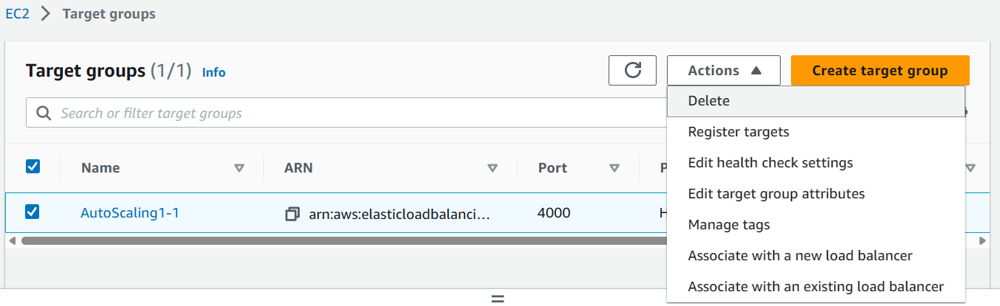 EC2 > Target groups
Target groups (1/1) Info
Actions
Create target group
Search or filter target groups
Delete
Register targets
Edit health check settings
Edit target group attributes
Manage tags
Associate with a new load balancer
Associate with an existing load balancer
Name ARN Port
AutoScaling1-1 arn:aws:elasticloadbalanci... 4000